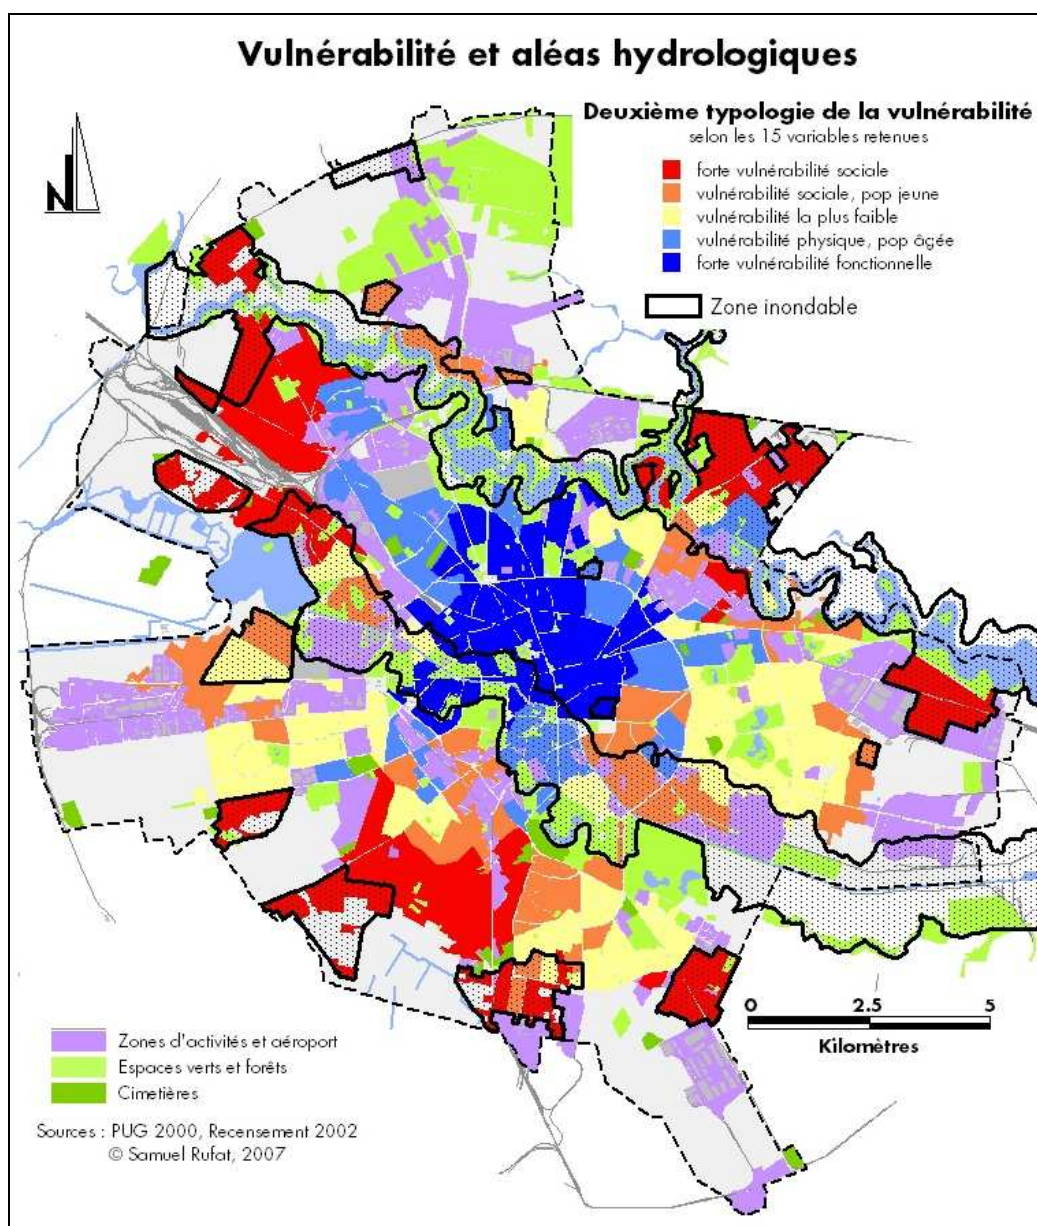 Vulnérabilité et aléas hydrologiques
Deuxième typologie de la vulnérabilité
selon les 15 variables retenues
forte vulnérabilité sociale
vulnérabilité sociale, pop jeune
vulnérabilité la plus faible
vulnérabilité physique, pop âgée
forte vulnérabilité fonctionnelle
Zone inondable
N
0 2.5 5
Kilomètres
Zones d'activités et aéroport
Espaces verts et forêts
Cimetières
Sources : PUG 2000, Recensement 2002
© Samuel Rufat, 2007